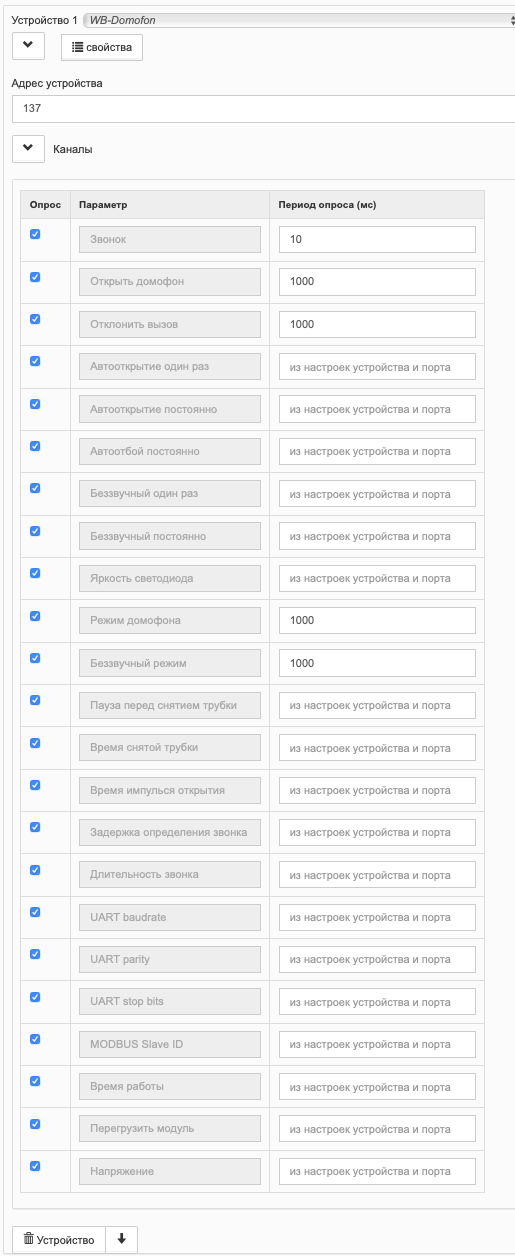 Устройство 1 WB-Domofon
свойства
Адрес устройства
137
Каналы
Опрос Параметр Период опроса (мс)
Звонок 10
Открыть домофон 1000
Отклонить вызов 1000
Автооткрытие один раз из настроек устройства и порта
Автооткрытие постоянно из настроек устройства и порта
Автоотбой постоянно из настроек устройства и порта
Беззвучный один раз из настроек устройства и порта
Беззвучный постоянно из настроек устройства и порта
Яркость светодиода из настроек устройства и порта
Режим домофона 1000
Беззвучный режим 1000
Пауза перед снятием трубки из настроек устройства и порта
Время снятой трубки из настроек устройства и порта
Время импулься открытия из настроек устройства и порта
Задержка определения звонка из настроек устройства и порта
Длительность звонка из настроек устройства и порта
UART baudrate из настроек устройства и порта
UART parity из настроек устройства и порта
UART stop bits из настроек устройства и порта
MODBUS Slave ID из настроек устройства и порта
Время работы из настроек устройства и порта
Перегрузить модуль из настроек устройства и порта
Напряжение из настроек устройства и порта
Устройство